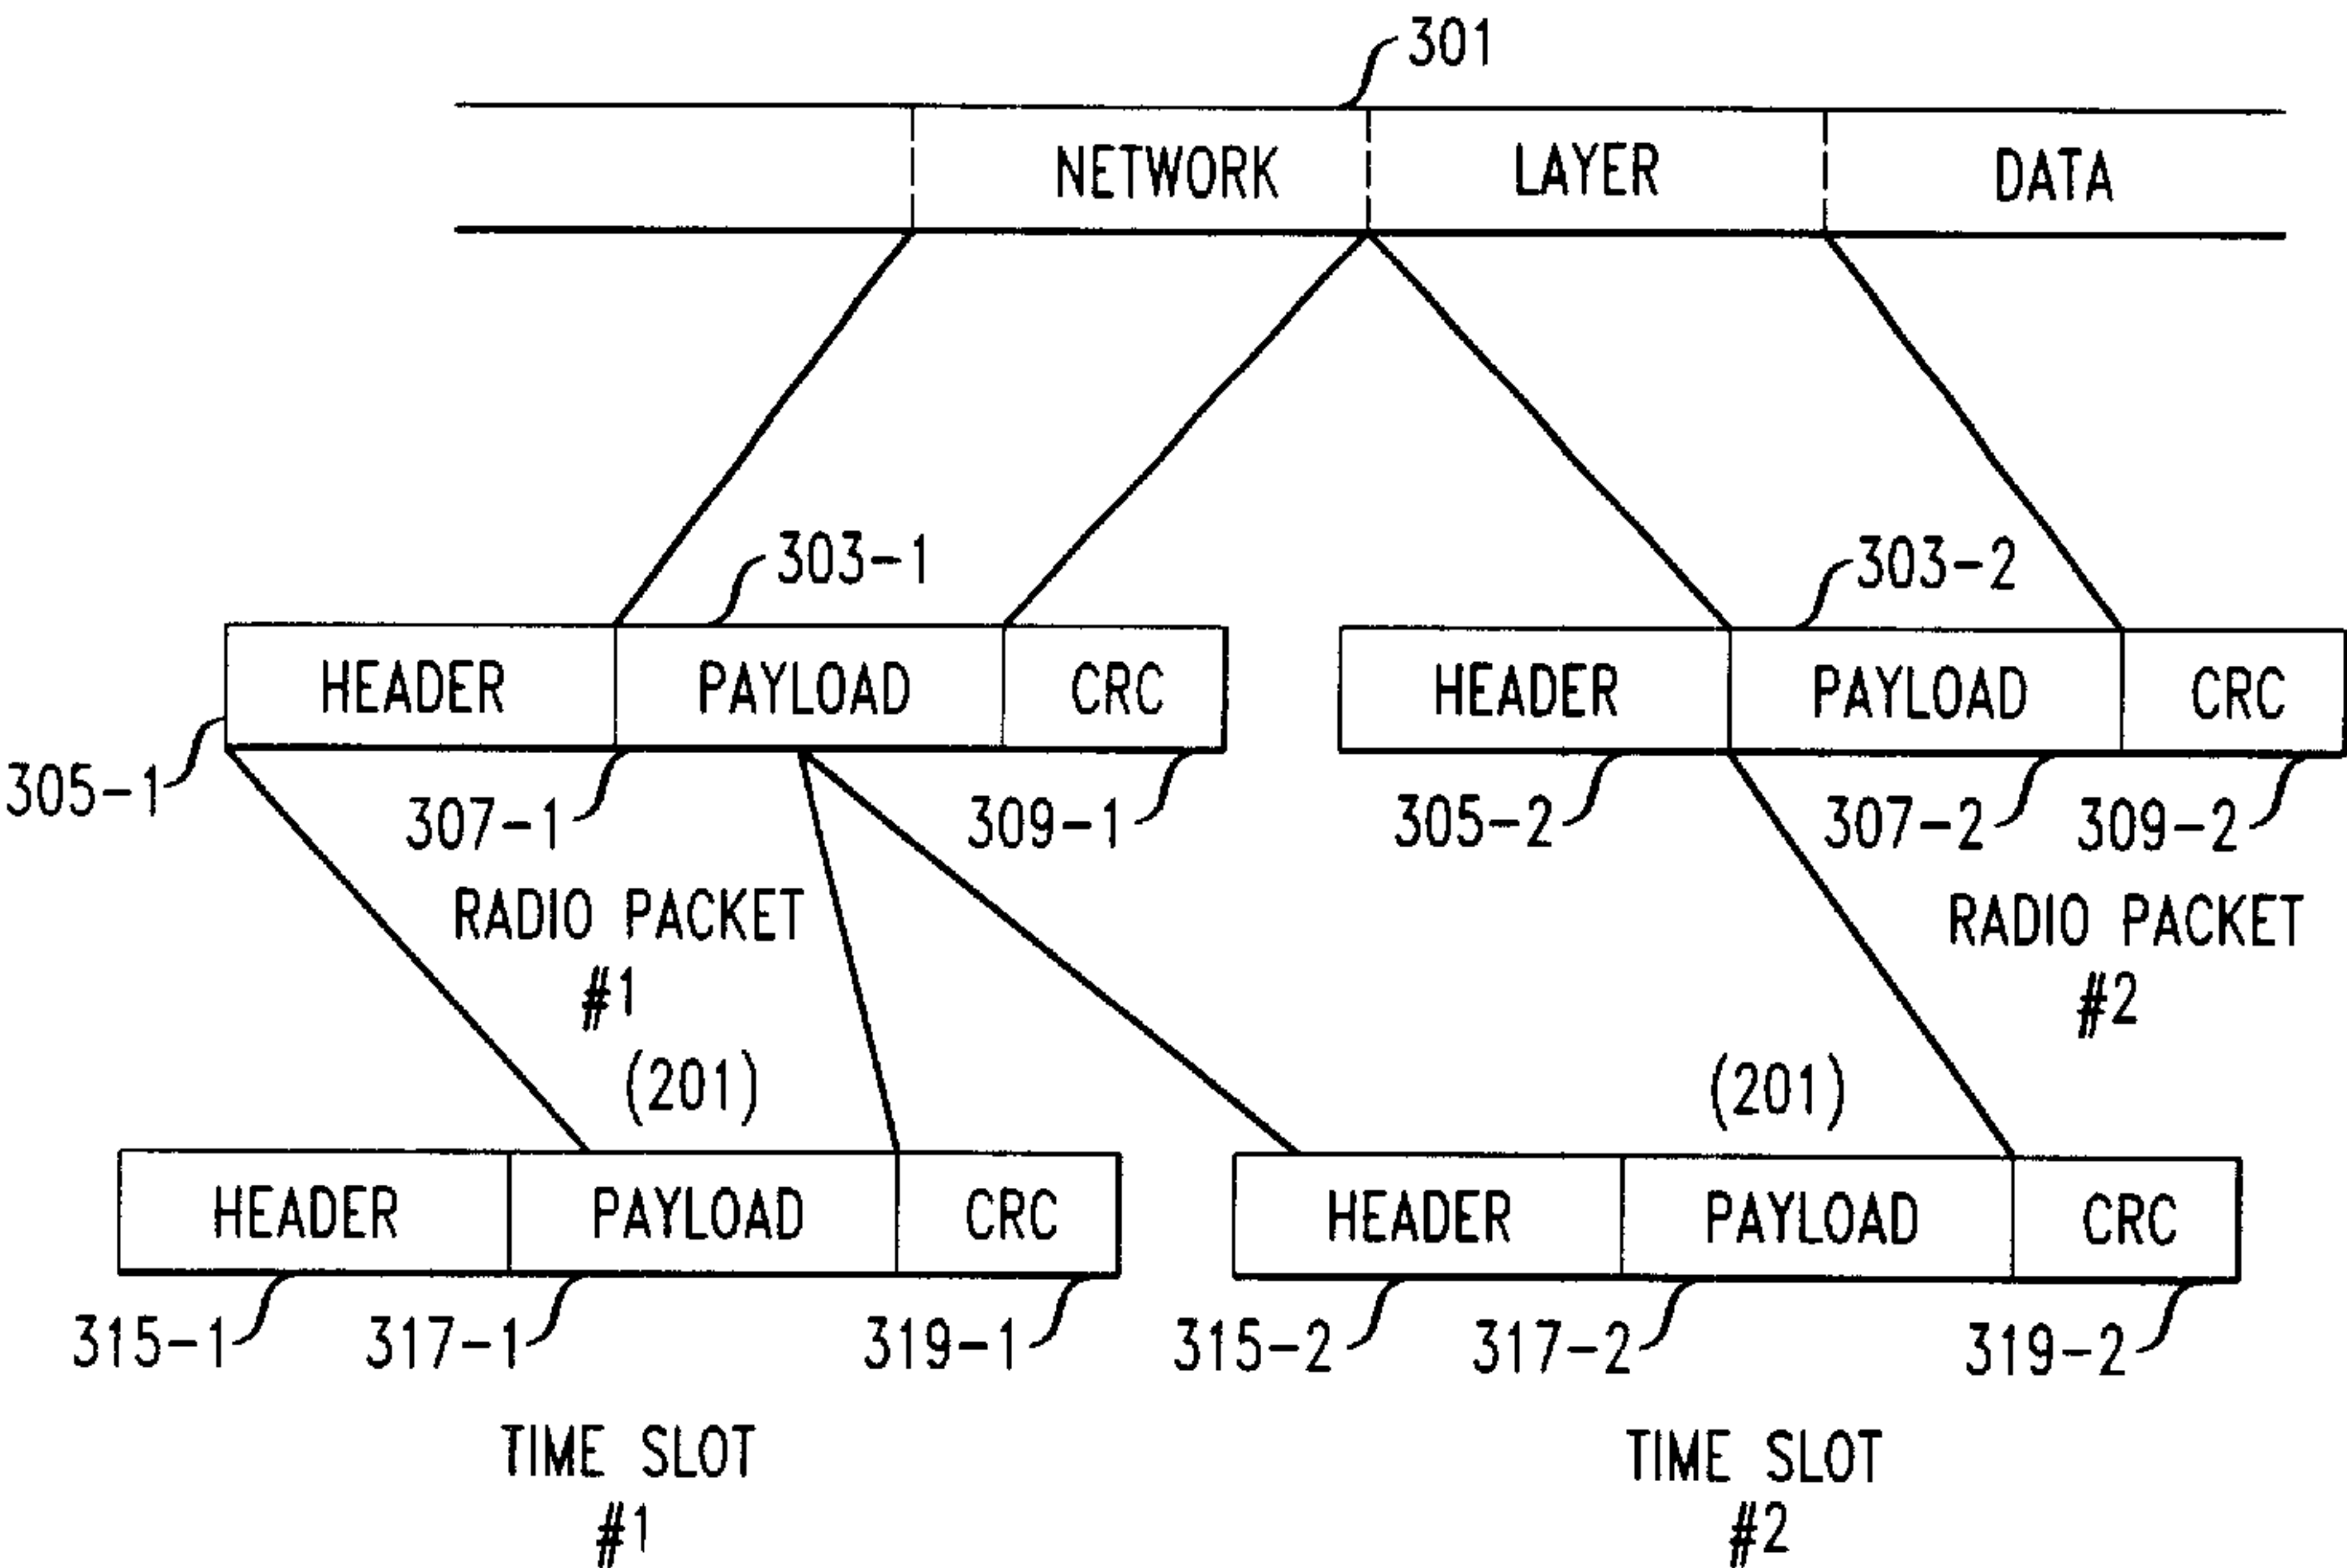 301
NETWORK LAYER DATA
303-1 303-2
HEADER PAYLOAD CRC HEADER PAYLOAD CRC
305-1 307-1 309-1 305-2 307-2 309-2
RADIO PACKET
#1
RADIO PACKET
#2
(201) (201)
HEADER PAYLOAD CRC HEADER PAYLOAD CRC
315-1 317-1 319-1 315-2 317-2 319-2
TIME SLOT
#1
TIME SLOT
#2